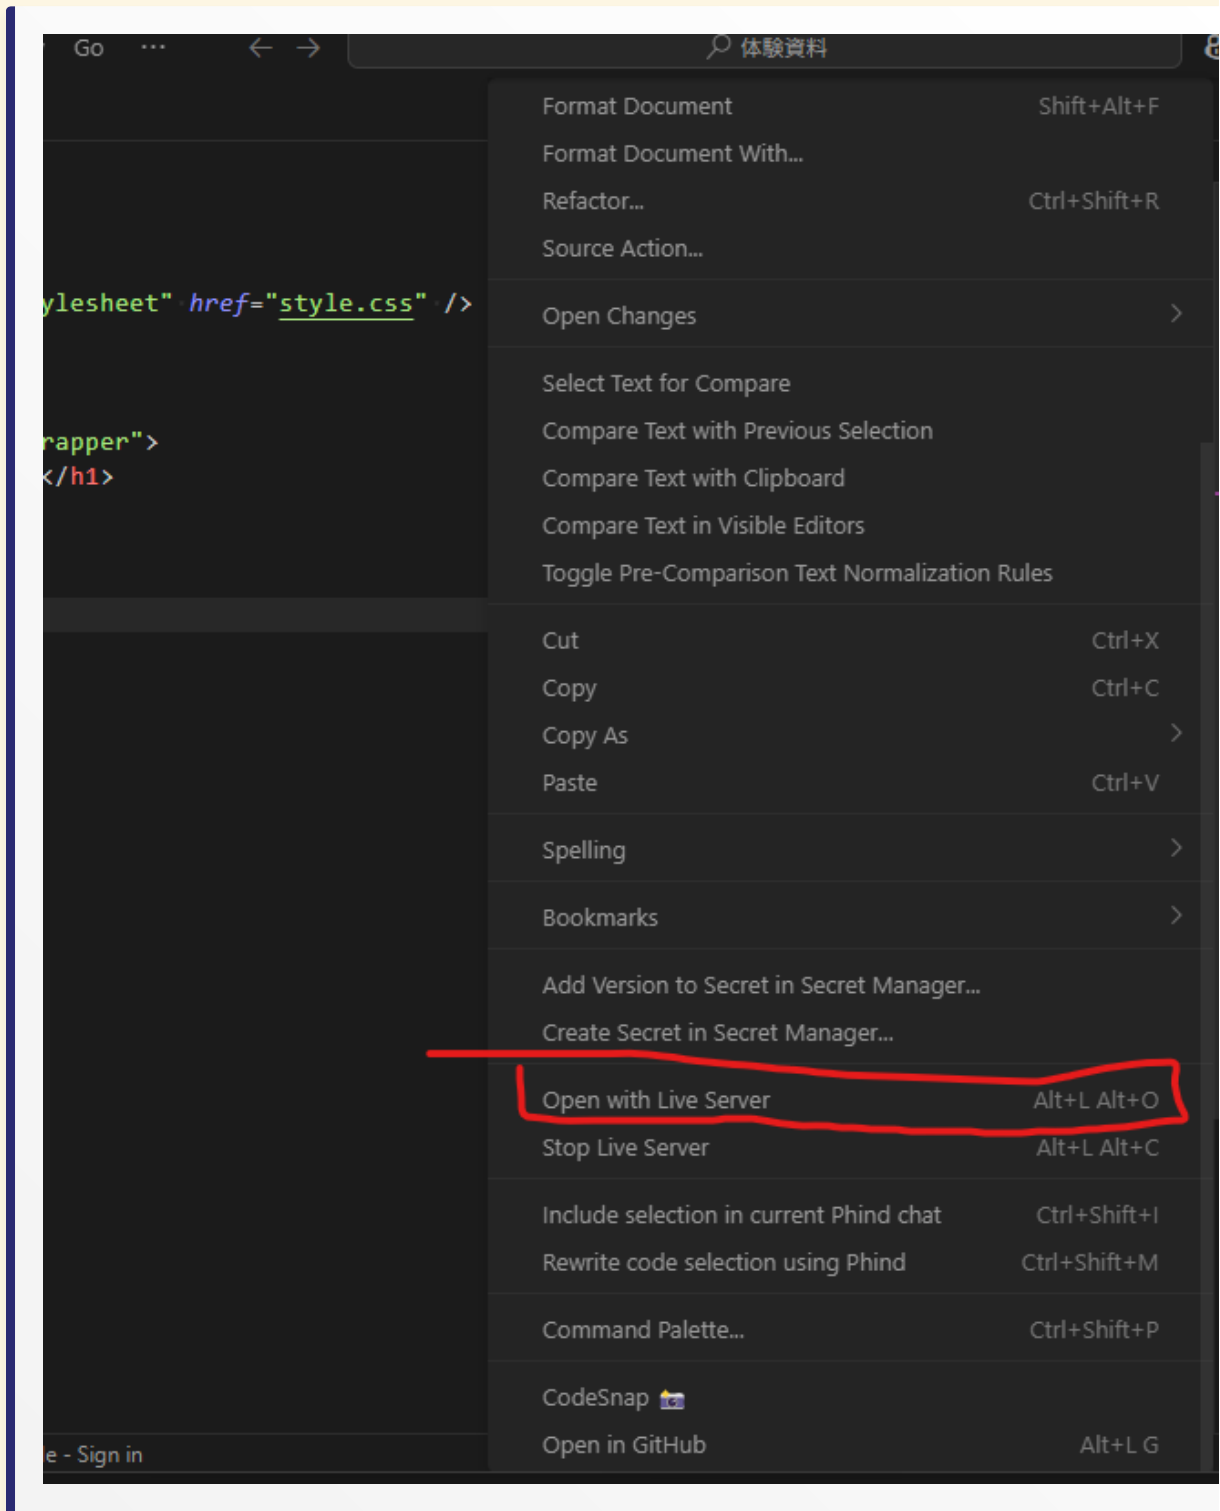 Go ··· ← → 体験資料
Format Document Shift+Alt+F
Format Document With...
Refactor... Ctrl+Shift+R
Source Action...
ylesheet" href="style.css" />
Open Changes
Select Text for Compare
Compare Text with Previous Selection
rapper">
Compare Text with Clipboard
</h1>
Compare Text in Visible Editors
Toggle Pre-Comparison Text Normalization Rules
Cut Ctrl+X
Copy Ctrl+C
Copy As
Paste Ctrl+V
Spelling
Bookmarks
Add Version to Secret in Secret Manager...
Create Secret in Secret Manager...
Open with Live Server Alt+L Alt+O
Stop Live Server Alt+L Alt+C
Include selection in current Phind chat Ctrl+Shift+I
Rewrite code selection using Phind Ctrl+Shift+M
Command Palette... Ctrl+Shift+P
CodeSnap 📸
Open in GitHub Alt+L G
e - Sign in